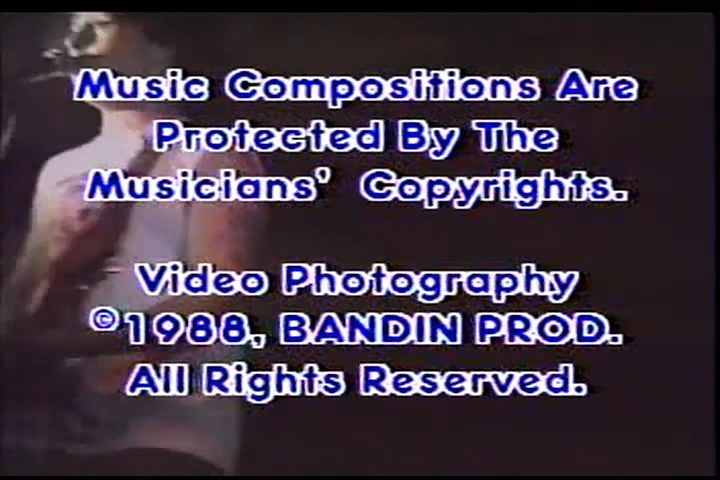 Music Compositions Are
Protected By The
Musicians' Copyrights.
Video Photography
©1988, BANDIN PROD.
All Rights Reserved.